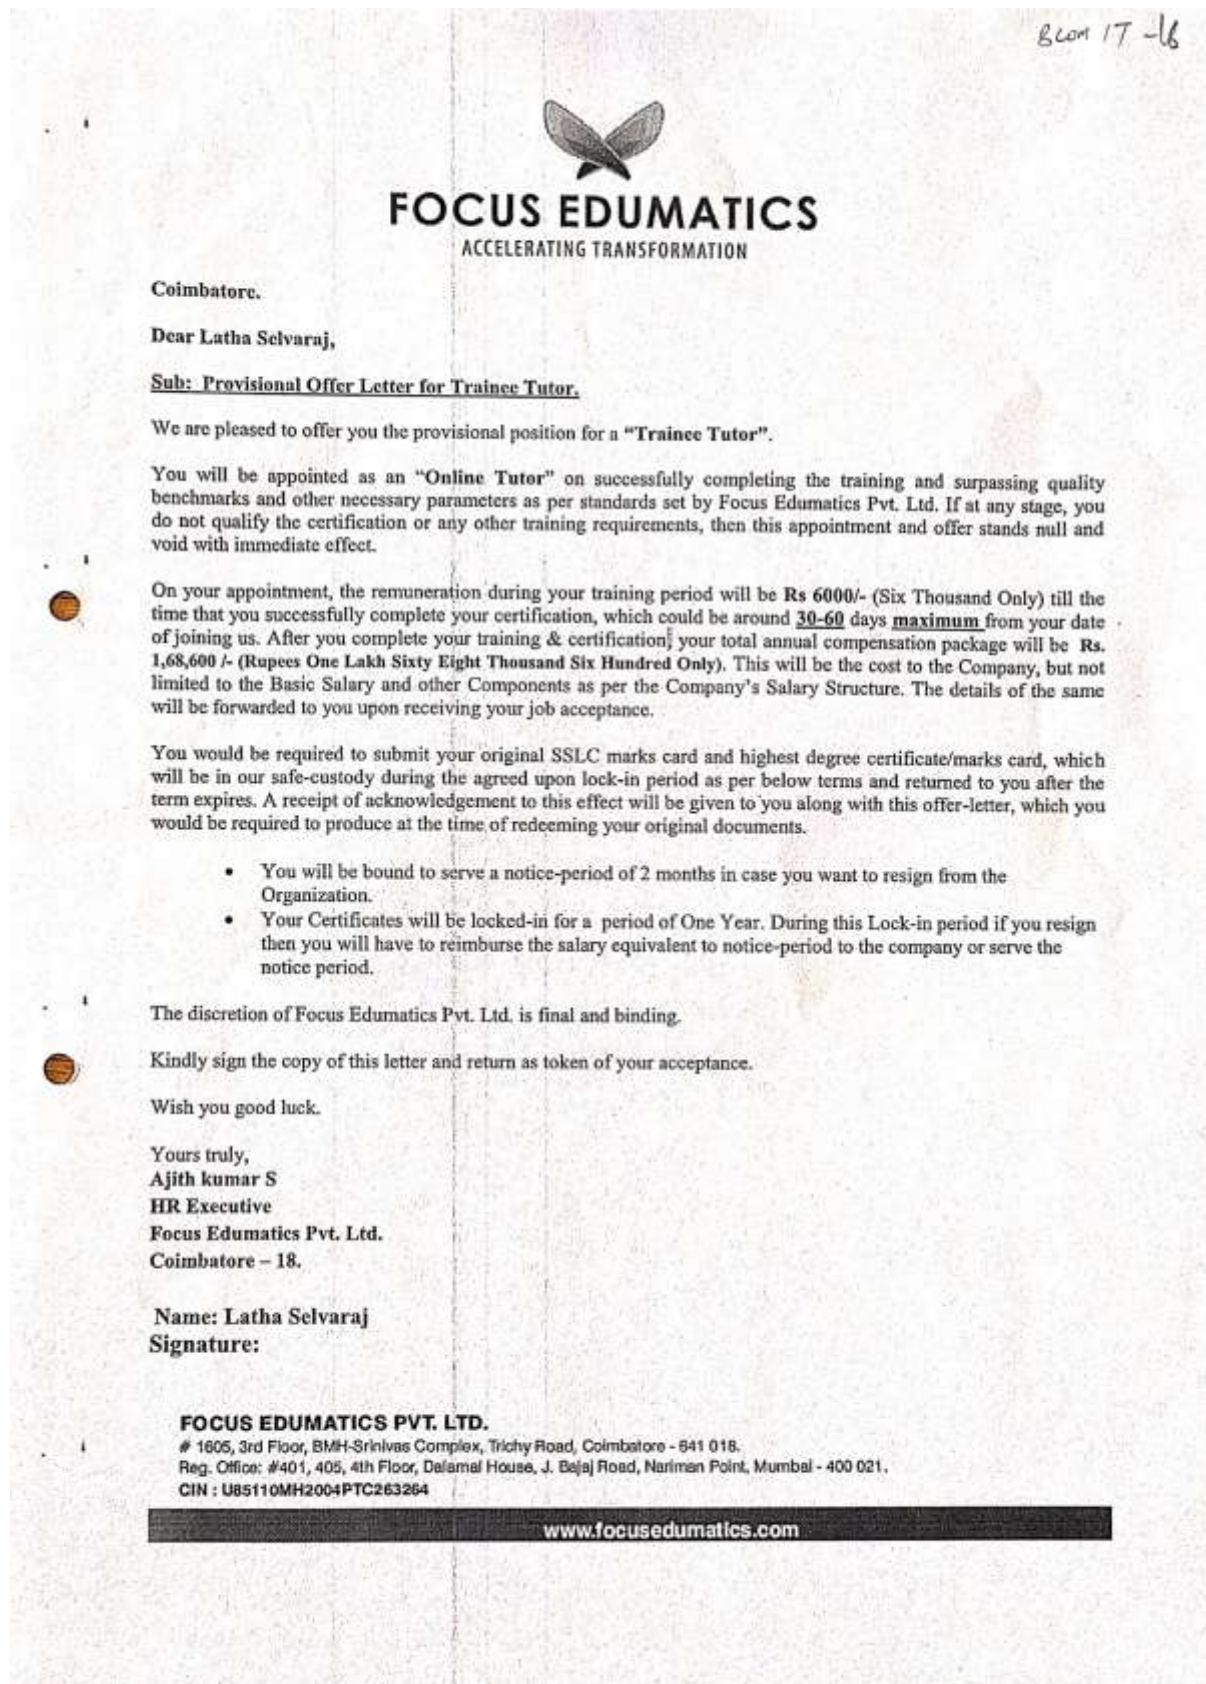 BCOM IT -16
FOCUS EDUMATICS
ACCELERATING TRANSFORMATION
Coimbatore.
Dear Latha Selvaraj,
Sub: Provisional Offer Letter for Trainee Tutor.
We are pleased to offer you the provisional position for a “Trainee Tutor”.
You will be appointed as an “Online Tutor” on successfully completing the training and surpassing quality
benchmarks and other necessary parameters as per standards set by Focus Edumatics Pvt. Ltd. If at any stage, you
do not qualify the certification or any other training requirements, then this appointment and offer stands null and
void with immediate effect.
On your appointment, the remuneration during your training period will be Rs 6000/- (Six Thousand Only) till the
time that you successfully complete your certification, which could be around 30-60 days maximum from your date
of joining us. After you complete your training & certification, your total annual compensation package will be Rs.
1,68,600 /- (Rupees One Lakh Sixty Eight Thousand Six Hundred Only). This will be the cost to the Company, but not
limited to the Basic Salary and other Components as per the Company's Salary Structure. The details of the same
will be forwarded to you upon receiving your job acceptance.
You would be required to submit your original SSLC marks card and highest degree certificate/marks card, which
will be in our safe-custody during the agreed upon lock-in period as per below terms and returned to you after the
term expires. A receipt of acknowledgement to this effect will be given to you along with this offer-letter, which you
would be required to produce at the time of redeeming your original documents.
• You will be bound to serve a notice-period of 2 months in case you want to resign from the
Organization.
• Your Certificates will be locked-in for a period of One Year. During this Lock-in period if you resign
then you will have to reimburse the salary equivalent to notice-period to the company or serve the
notice period.
The discretion of Focus Edumatics Pvt. Ltd. is final and binding.
Kindly sign the copy of this letter and return as token of your acceptance.
Wish you good luck.
Yours truly,
Ajith kumar S
HR Executive
Focus Edumatics Pvt. Ltd.
Coimbatore – 18.
Name: Latha Selvaraj
Signature:
FOCUS EDUMATICS PVT. LTD.
# 1605, 3rd Floor, BMH-Srinivas Complex, Trichy Road, Coimbatore - 641 018.
Reg. Office: #401, 405, 4th Floor, Dalamal House, J. Bajaj Road, Nariman Point, Mumbai - 400 021.
CIN : U85110MH2004PTC263264
www.focusedumatics.com